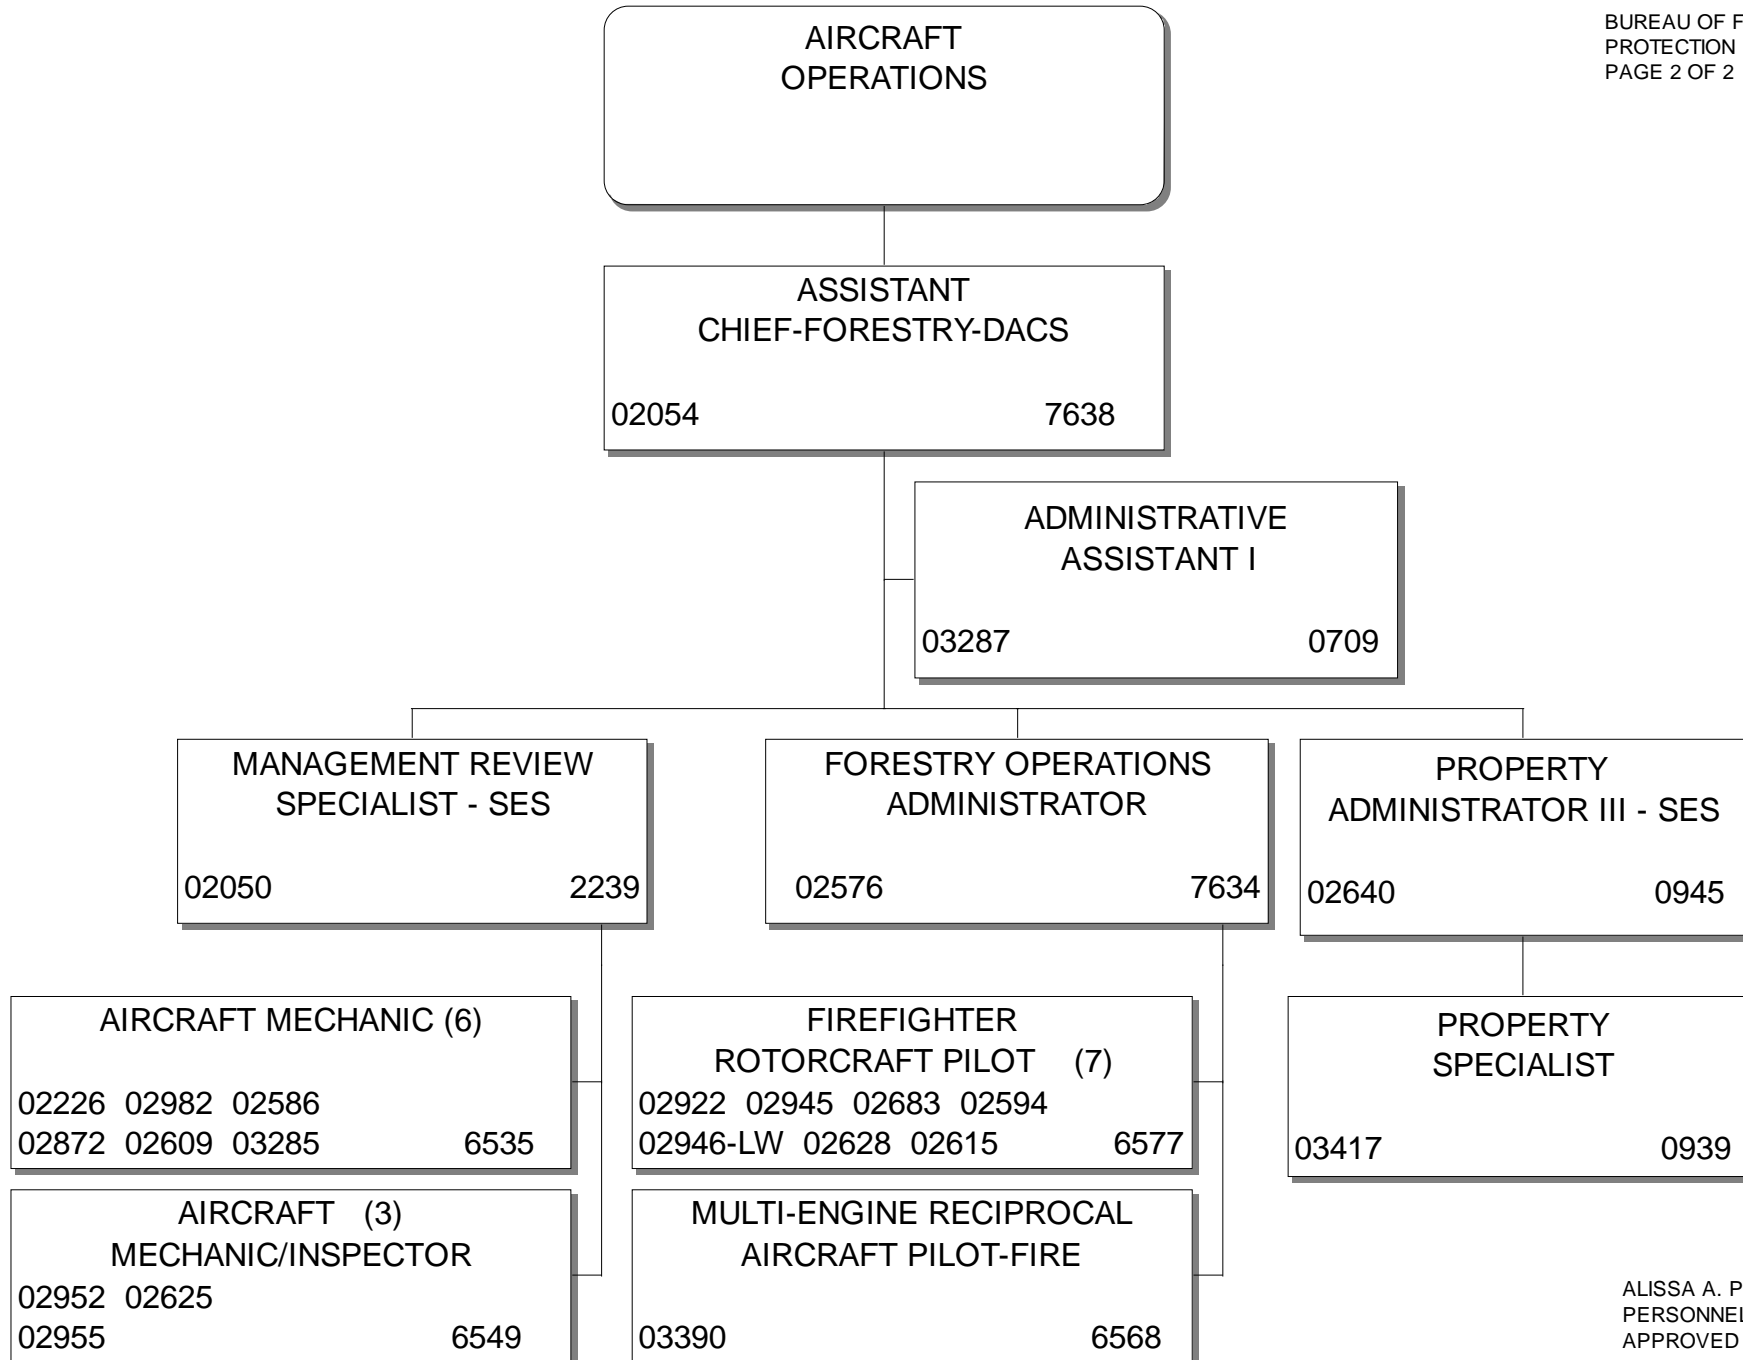 AIRCRAFT
OPERATIONS
BUREAU OF
PROTECTION
PAGE 2 OF 2
ASSISTANT
CHIEF-FORESTRY-DACS
02054 7638
ADMINISTRATIVE
ASSISTANT I
03287 0709
MANAGEMENT REVIEW
SPECIALIST - SES
02050 2239
FORESTRY OPERATIONS
ADMINISTRATOR
02576 7634
PROPERTY
ADMINISTRATOR III - SES
02640 0945
AIRCRAFT MECHANIC (6)
02226 02982 02586
02872 02609 03285 6535
FIREFIGHTER
ROTORCRAFT PILOT (7)
02922 02945 02683 02594
02946-LW 02628 02615 6577
PROPERTY
SPECIALIST
03417 0939
AIRCRAFT (3)
MECHANIC/INSPECTOR
02952 02625
02955 6549
MULTI-ENGINE RECIPROCAL
AIRCRAFT PILOT-FIRE
03390 6568
ALISSA A. P
PERSONNEL
APPROVED